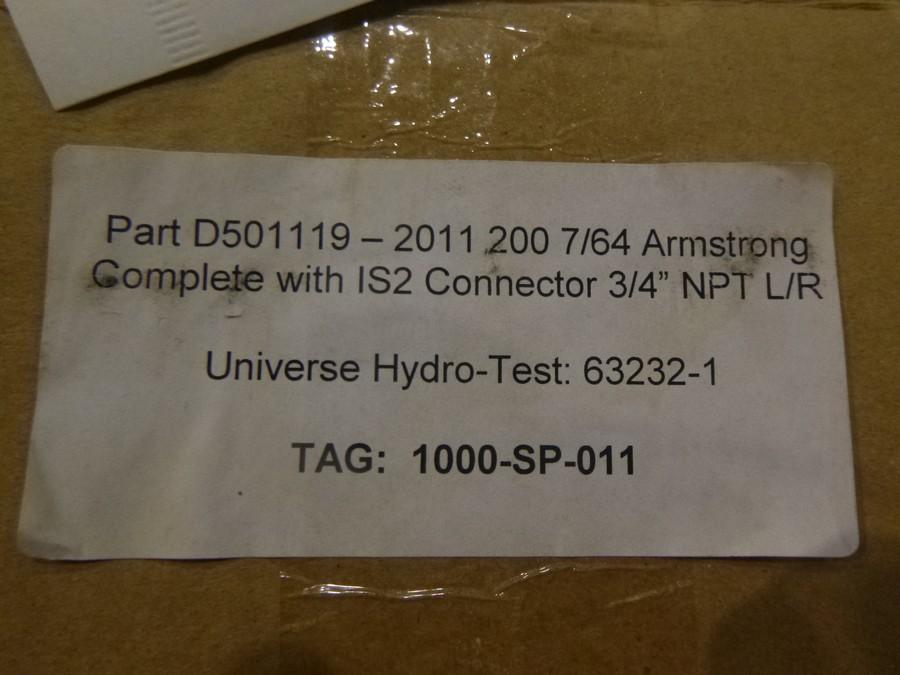 Part D501119 – 2011 200 7/64 Armstrong
Complete with IS2 Connector 3/4” NPT L/R
Universe Hydro-Test: 63232-1
TAG: 1000-SP-011